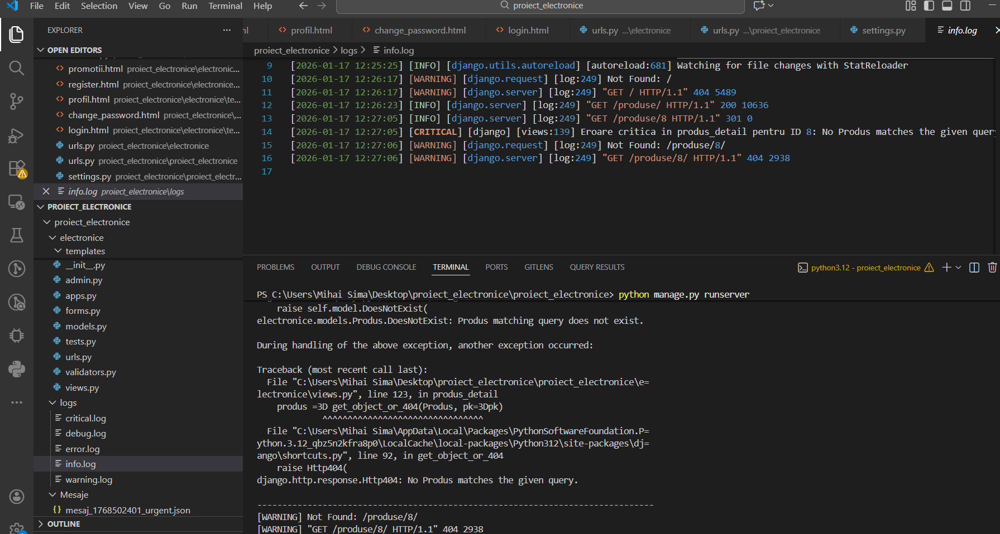 File Edit Selection View Go Run Terminal Help
proiect_electronice
EXPLORER
OPEN EDITORS
promotii.html proiect_electronice\electronic...
register.html proiect_electronice\electronice...
profil.html proiect_electronice\electronice\te...
change_password.html proiect_electronice\...
login.html proiect_electronice\electronice\te...
urls.py proiect_electronice\electronice
urls.py proiect_electronice\proiect_electronice
settings.py proiect_electronice\proiect_electr...
info.log proiect_electronice\logs
PROIECT_ELECTRONICE
proiect_electronice
electronice
templates
__init__.py
admin.py
apps.py
forms.py
models.py
tests.py
urls.py
validators.py
views.py
logs
critical.log
debug.log
error.log
info.log
warning.log
Mesaje
mesaj_1768502401_urgent.json
OUTLINE
profil.html change_password.html login.html urls.py ...\electronice urls.py ...\proiect_electronice settings.py info.log
proiect_electronice > logs > info.log
9 [2026-01-17 12:25:25] [INFO] [django.utils.autoreload] [autoreload:681] Watching for file changes with StatReloader
10 [2026-01-17 12:26:17] [WARNING] [django.request] [log:249] Not Found: /
11 [2026-01-17 12:26:17] [WARNING] [django.server] [log:249] "GET / HTTP/1.1" 404 5489
12 [2026-01-17 12:26:23] [INFO] [django.server] [log:249] "GET /produse/ HTTP/1.1" 200 10636
13 [2026-01-17 12:27:05] [INFO] [django.server] [log:249] "GET /produse/8 HTTP/1.1" 301 0
14 [2026-01-17 12:27:05] [CRITICAL] [django] [views:139] Eroare critica in produs_detail pentru ID 8: No Produs matches the given query
15 [2026-01-17 12:27:06] [WARNING] [django.request] [log:249] Not Found: /produse/8/
16 [2026-01-17 12:27:06] [WARNING] [django.server] [log:249] "GET /produse/8/ HTTP/1.1" 404 2938
17
PROBLEMS OUTPUT DEBUG CONSOLE TERMINAL PORTS GITLENS QUERY RESULTS
python3.12 - proiect_electronice
PS C:\Users\Mihai Sima\Desktop\proiect_electronice\proiect_electronice> python manage.py runserver
raise self.model.DoesNotExist(
electronice.models.Produs.DoesNotExist: Produs matching query does not exist.
During handling of the above exception, another exception occurred:
Traceback (most recent call last):
File "C:\Users\Mihai Sima\Desktop\proiect_electronice\proiect_electronice\e=
lectronice\views.py", line 123, in produs_detail
produs =3D get_object_or_404(Produs, pk=3Dpk)
^^^^^^^^^^^^^^^^^^^^^^^^^^^^^^^^
File "C:\Users\Mihai Sima\AppData\Local\Packages\PythonSoftwareFoundation.P=
ython.3.12_qbz5n2kfra8p0\LocalCache\local-packages\Python312\site-packages\dj=
ango\shortcuts.py", line 92, in get_object_or_404
raise Http404(
django.http.response.Http404: No Produs matches the given query.
-------------------------------------------------------------------------------
[WARNING] Not Found: /produse/8/
[WARNING] "GET /produse/8/ HTTP/1.1" 404 2938